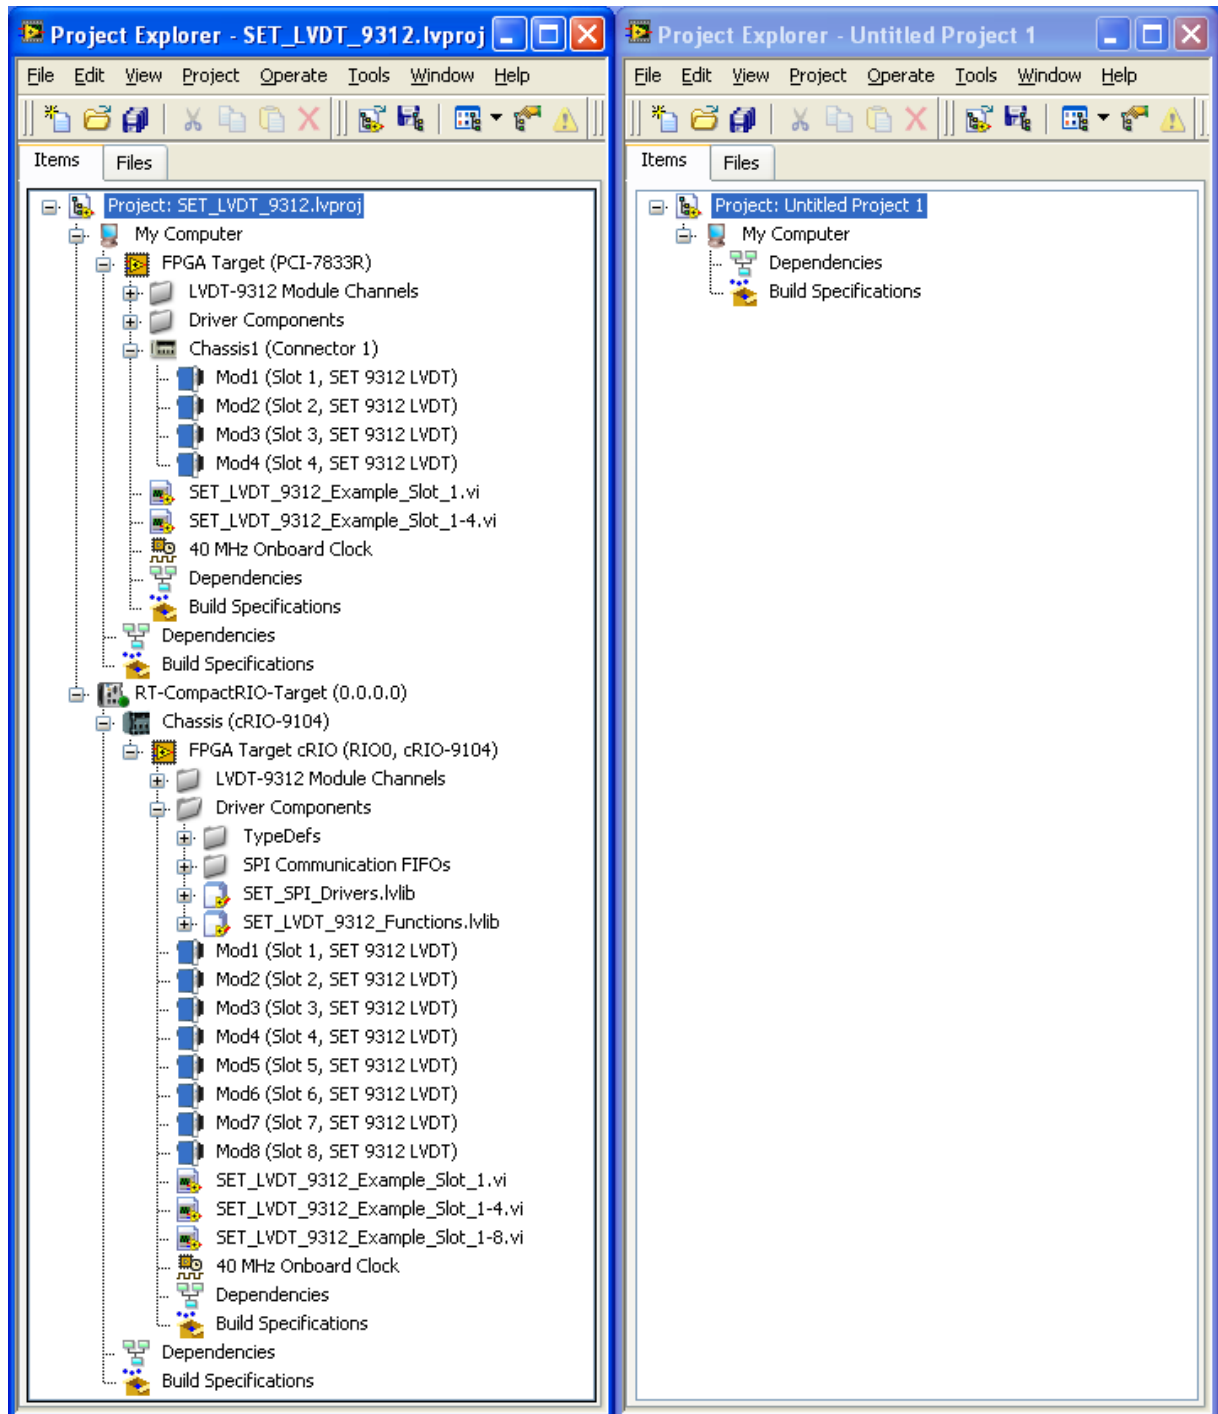 Project Explorer - SET_LVDT_9312.lvproj
File Edit View Project Operate Tools Window Help
Items Files
Project: SET_LVDT_9312.lvproj
My Computer
FPGA Target (PCI-7833R)
LVDT-9312 Module Channels
Driver Components
Chassis1 (Connector 1)
Mod1 (Slot 1, SET 9312 LVDT)
Mod2 (Slot 2, SET 9312 LVDT)
Mod3 (Slot 3, SET 9312 LVDT)
Mod4 (Slot 4, SET 9312 LVDT)
SET_LVDT_9312_Example_Slot_1.vi
SET_LVDT_9312_Example_Slot_1-4.vi
40 MHz Onboard Clock
Dependencies
Build Specifications
Dependencies
Build Specifications
RT-CompactRIO-Target (0.0.0.0)
Chassis (cRIO-9104)
FPGA Target cRIO (RIO0, cRIO-9104)
LVDT-9312 Module Channels
Driver Components
TypeDefs
SPI Communication FIFOs
SET_SPI_Drivers.lvlib
SET_LVDT_9312_Functions.lvlib
Mod1 (Slot 1, SET 9312 LVDT)
Mod2 (Slot 2, SET 9312 LVDT)
Mod3 (Slot 3, SET 9312 LVDT)
Mod4 (Slot 4, SET 9312 LVDT)
Mod5 (Slot 5, SET 9312 LVDT)
Mod6 (Slot 6, SET 9312 LVDT)
Mod7 (Slot 7, SET 9312 LVDT)
Mod8 (Slot 8, SET 9312 LVDT)
SET_LVDT_9312_Example_Slot_1.vi
SET_LVDT_9312_Example_Slot_1-4.vi
SET_LVDT_9312_Example_Slot_1-8.vi
40 MHz Onboard Clock
Dependencies
Build Specifications
Dependencies
Build Specifications
Project Explorer - Untitled Project 1
File Edit View Project Operate Tools Window Help
Items Files
Project: Untitled Project 1
My Computer
Dependencies
Build Specifications